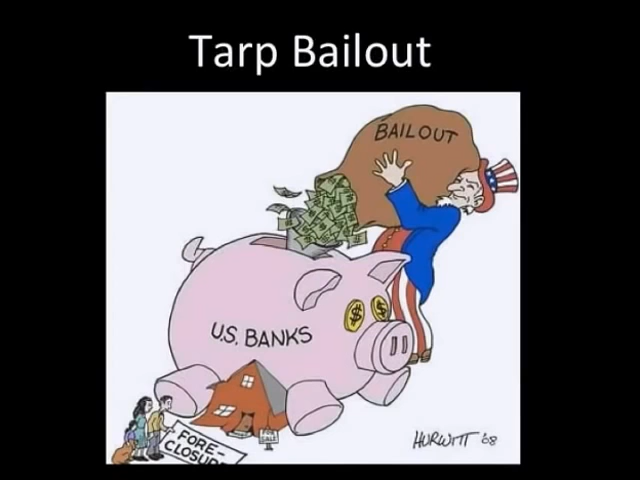 Tarp Bailout
BAILOUT
U.S. BANKS
FOR
SALE
FORE-
CLOSURE
HURWITT '08